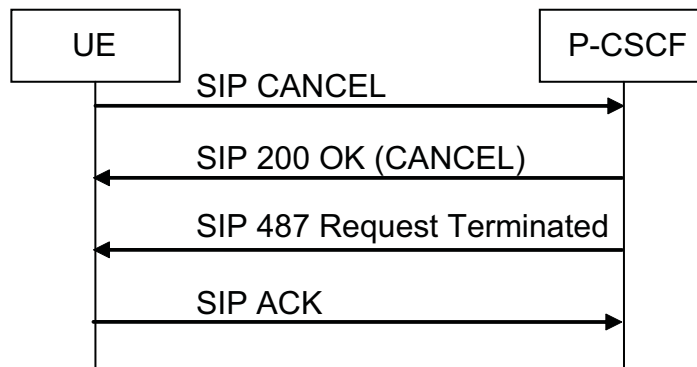 UE
P-CSCF
SIP CANCEL
SIP 200 OK (CANCEL)
SIP 487 Request Terminated
SIP ACK